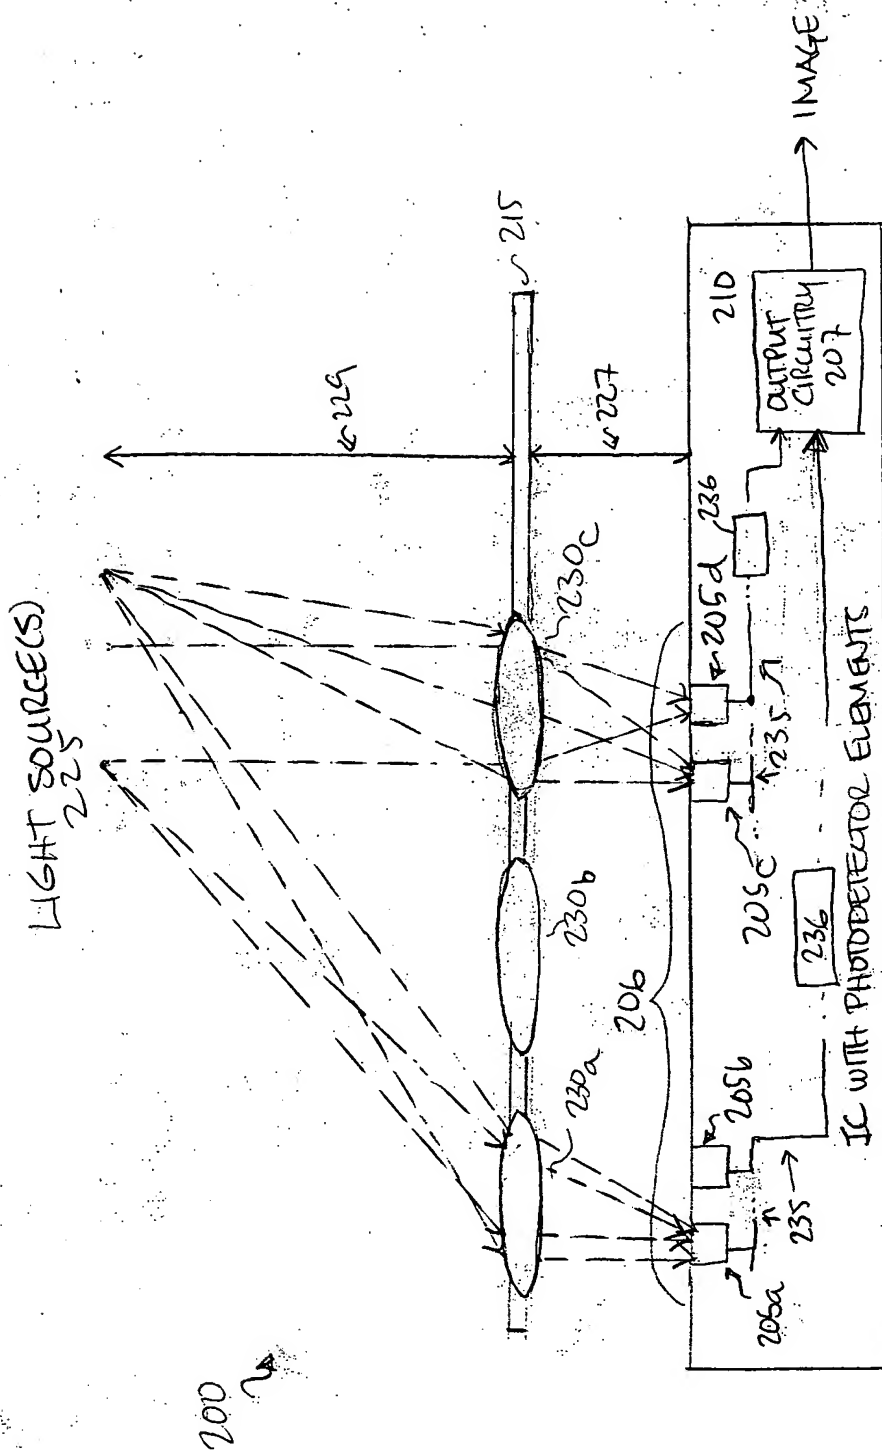 LIGHT SOURCE(S)
225
229
215
227
230a
230b
230c
206
205a
205b
205c
205d
235
235
236
236
210
OUTPUT
CIRCUITRY
207
IMAGE
IC WITH PHOTODETECTOR ELEMENTS
200